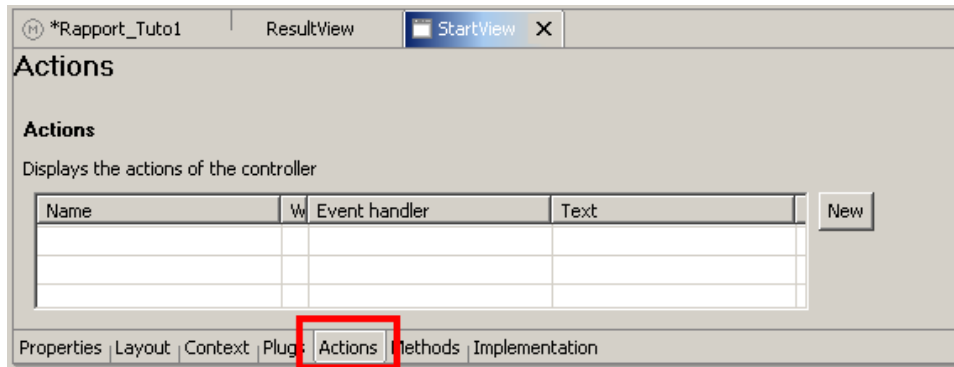 *Rapport_Tuto1 ResultView StartView
Actions
Actions
Displays the actions of the controller
Name W Event handler Text New
Properties Layout Context Plugs Actions Methods Implementation